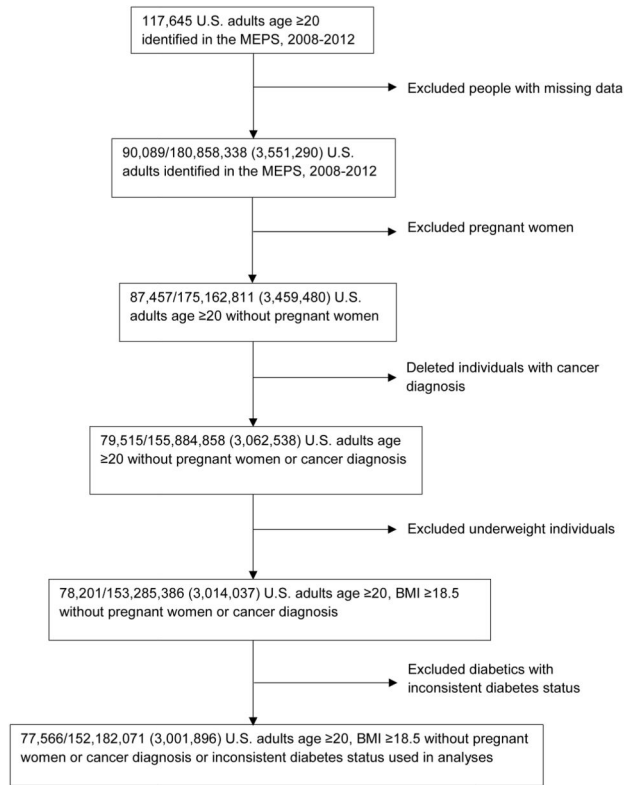 117,645 U.S. adults age ≥20
identified in the MEPS, 2008-2012
Excluded people with missing data
90,089/180,858,338 (3,551,290) U.S.
adults identified in the MEPS, 2008-2012
Excluded pregnant women
87,457/175,162,811 (3,459,480) U.S.
adults age ≥20 without pregnant women
Deleted individuals with cancer
diagnosis
79,515/155,884,858 (3,062,538) U.S. adults age
≥20 without pregnant women or cancer diagnosis
Excluded underweight individuals
78,201/153,285,386 (3,014,037) U.S. adults age ≥20, BMI ≥18.5
without pregnant women or cancer diagnosis
Excluded diabetics with
inconsistent diabetes status
77,566/152,182,071 (3,001,896) U.S. adults age ≥20, BMI ≥18.5 without pregnant
women or cancer diagnosis or inconsistent diabetes status used in analyses